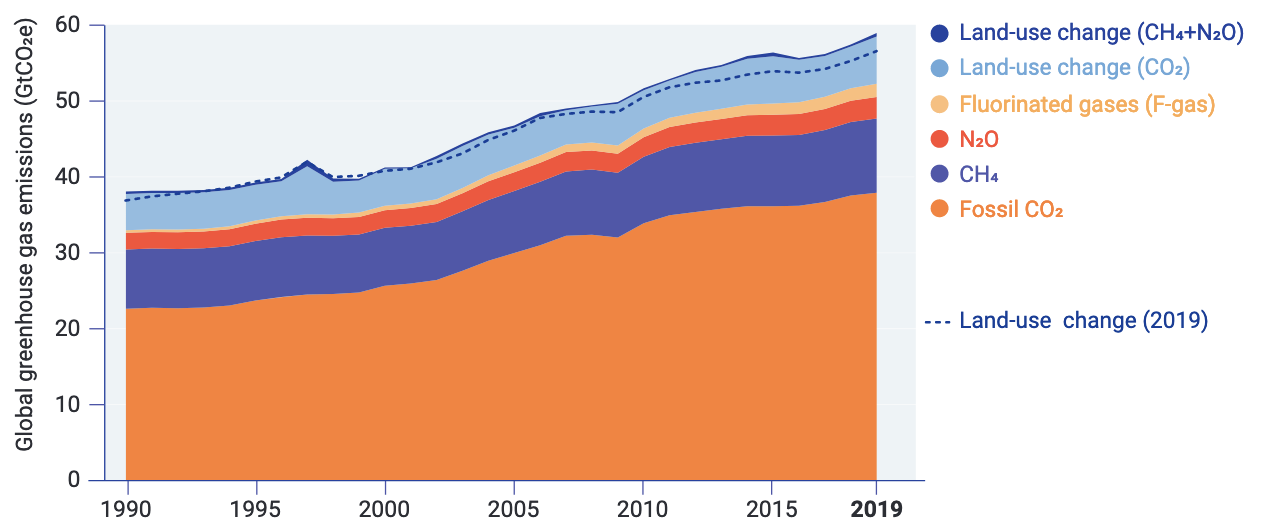 Global greenhouse gas emissions (GtCO₂e)
60
50
40
30
20
10
0
1990 1995 2000 2005 2010 2015 2019
Land-use change (CH₄+N₂O)
Land-use change (CO₂)
Fluorinated gases (F-gas)
N₂O
CH₄
Fossil CO₂
Land-use change (2019)